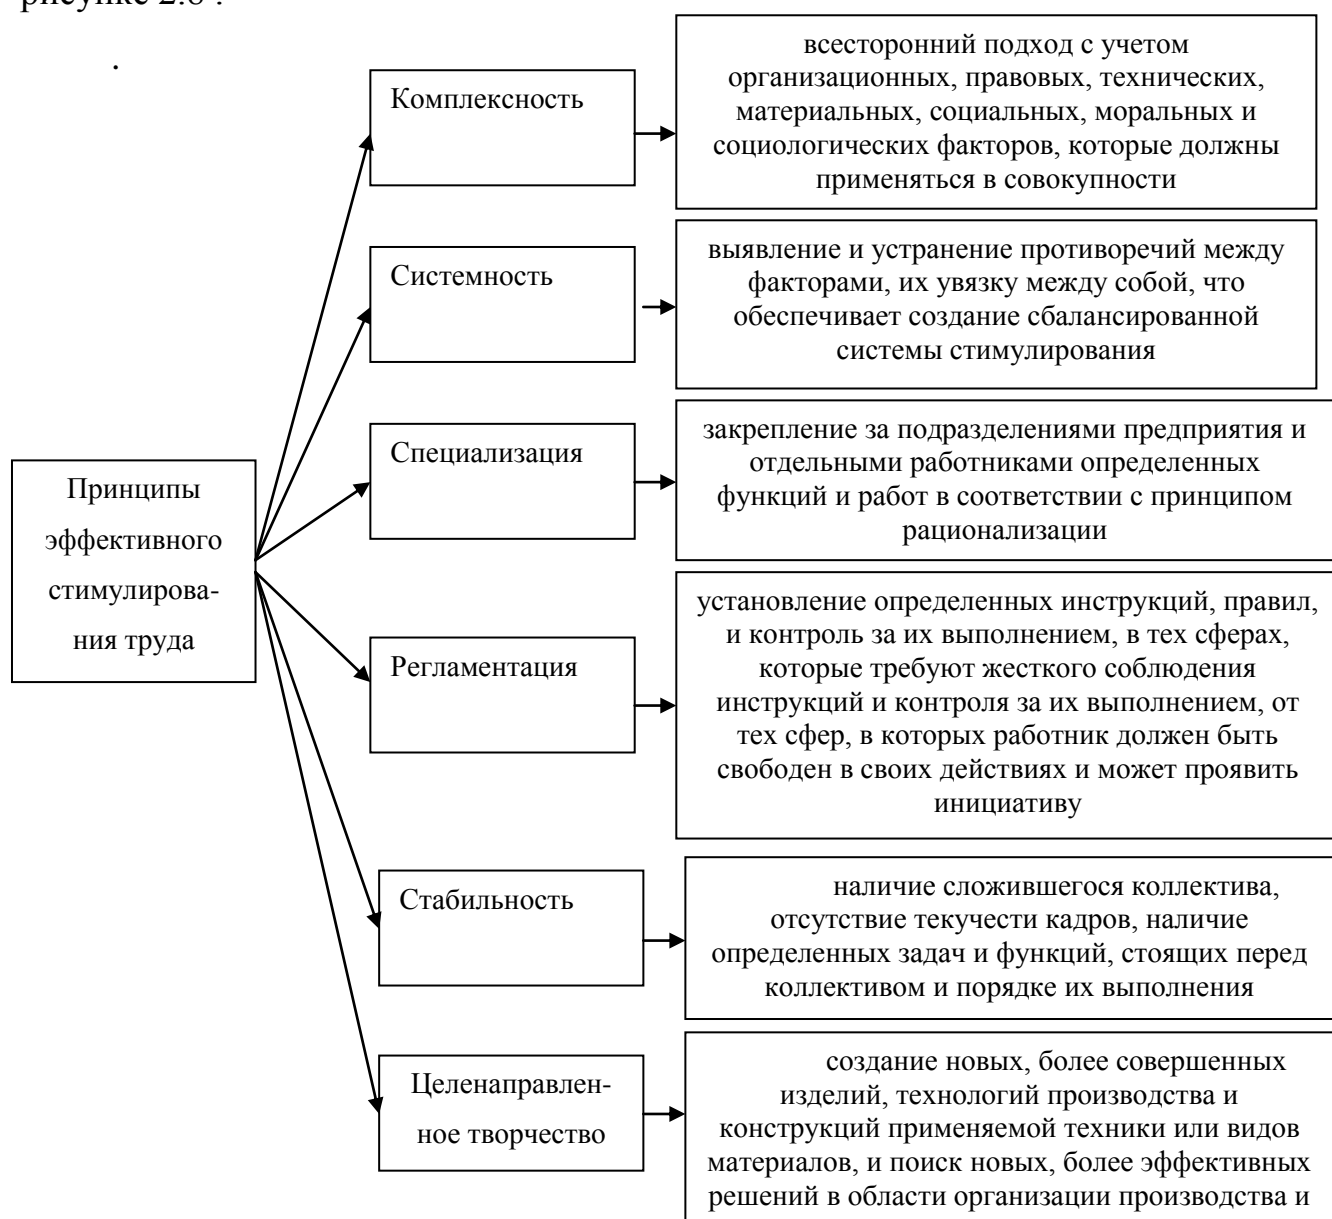 рисунке 2.8 .
.
Комплексность
всесторонний подход с учетом
организационных, правовых, технических,
материальных, социальных, моральных и
социологических факторов, которые должны
применяться в совокупности
Системность
выявление и устранение противоречий между
факторами, их увязку между собой, что
обеспечивает создание сбалансированной
системы стимулирования
Специализация
закрепление за подразделениями предприятия и
отдельными работниками определенных
функций и работ в соответствии с принципом
рационализации
Принципы
эффективного
стимулирова-
ния труда
Регламентация
установление определенных инструкций, правил,
и контроль за их выполнением, в тех сферах,
которые требуют жесткого соблюдения
инструкций и контроля за их выполнением, от
тех сфер, в которых работник должен быть
свободен в своих действиях и может проявить
инициативу
Стабильность
наличие сложившегося коллектива,
отсутствие текучести кадров, наличие
определенных задач и функций, стоящих перед
коллективом и порядке их выполнения
Целенаправлен-
ное творчество
создание новых, более совершенных
изделий, технологий производства и
конструкций применяемой техники или видов
материалов, и поиск новых, более эффективных
решений в области организации производства и